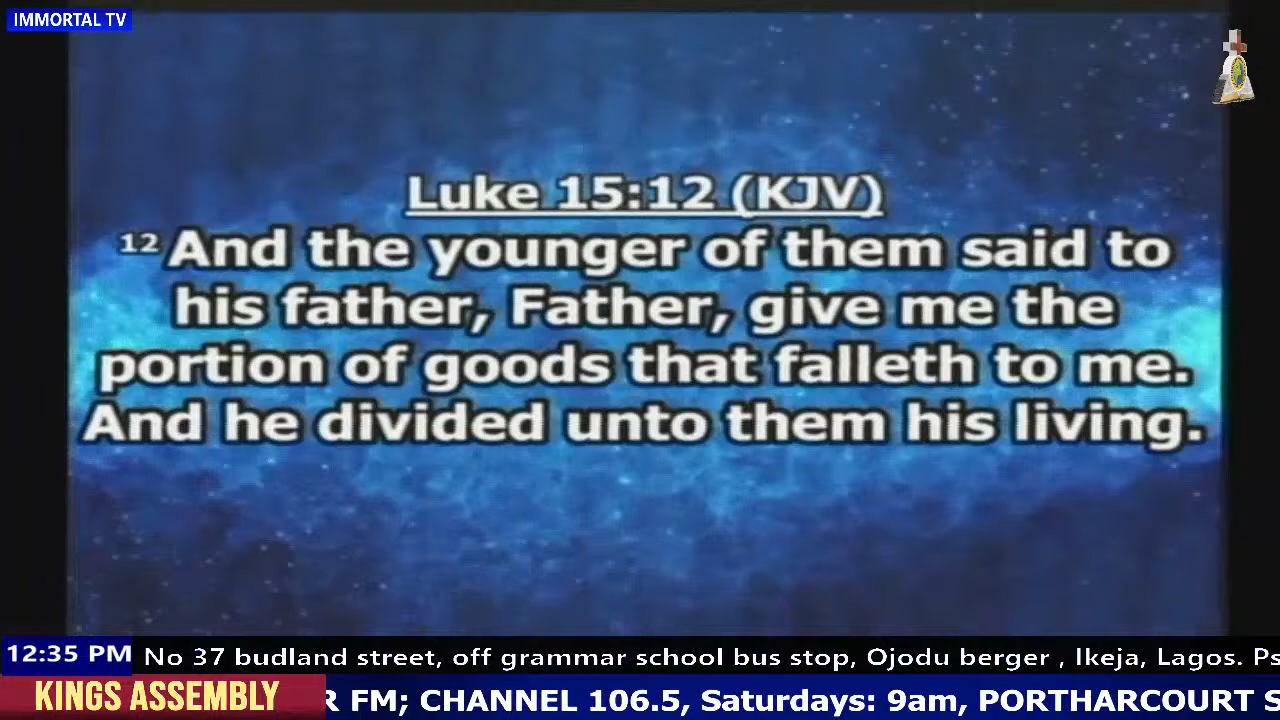 IMMORTAL TV
Luke 15:12 (KJV)
12 And the younger of them said to
his father, Father, give me the
portion of goods that falleth to me.
And he divided unto them his living.
12:35 PM No 37 budland street, off grammar school bus stop, Ojodu berger , Ikeja, Lagos. Ps
KINGS ASSEMBLY R FM; CHANNEL 106.5, Saturdays: 9am, PORTHARCOURT S